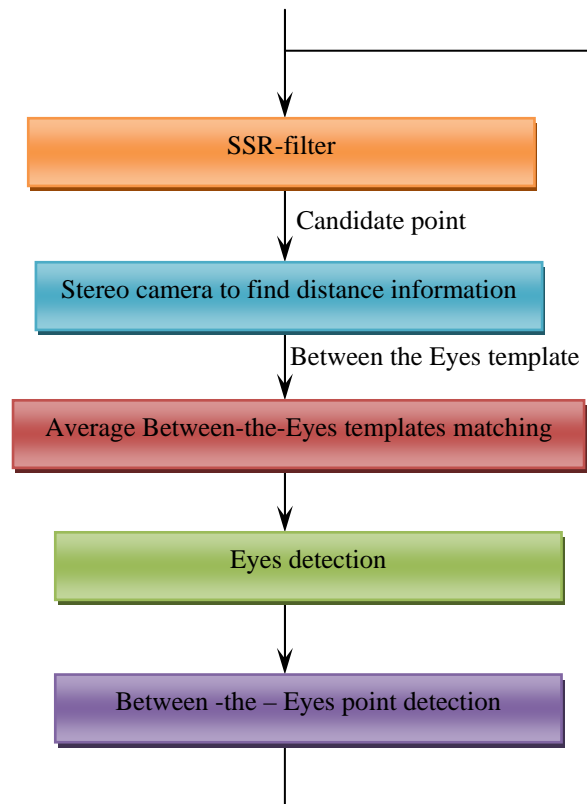 SSR-filter
Candidate point
Stereo camera to find distance information
Between the Eyes template
Average Between-the-Eyes templates matching
Eyes detection
Between -the – Eyes point detection